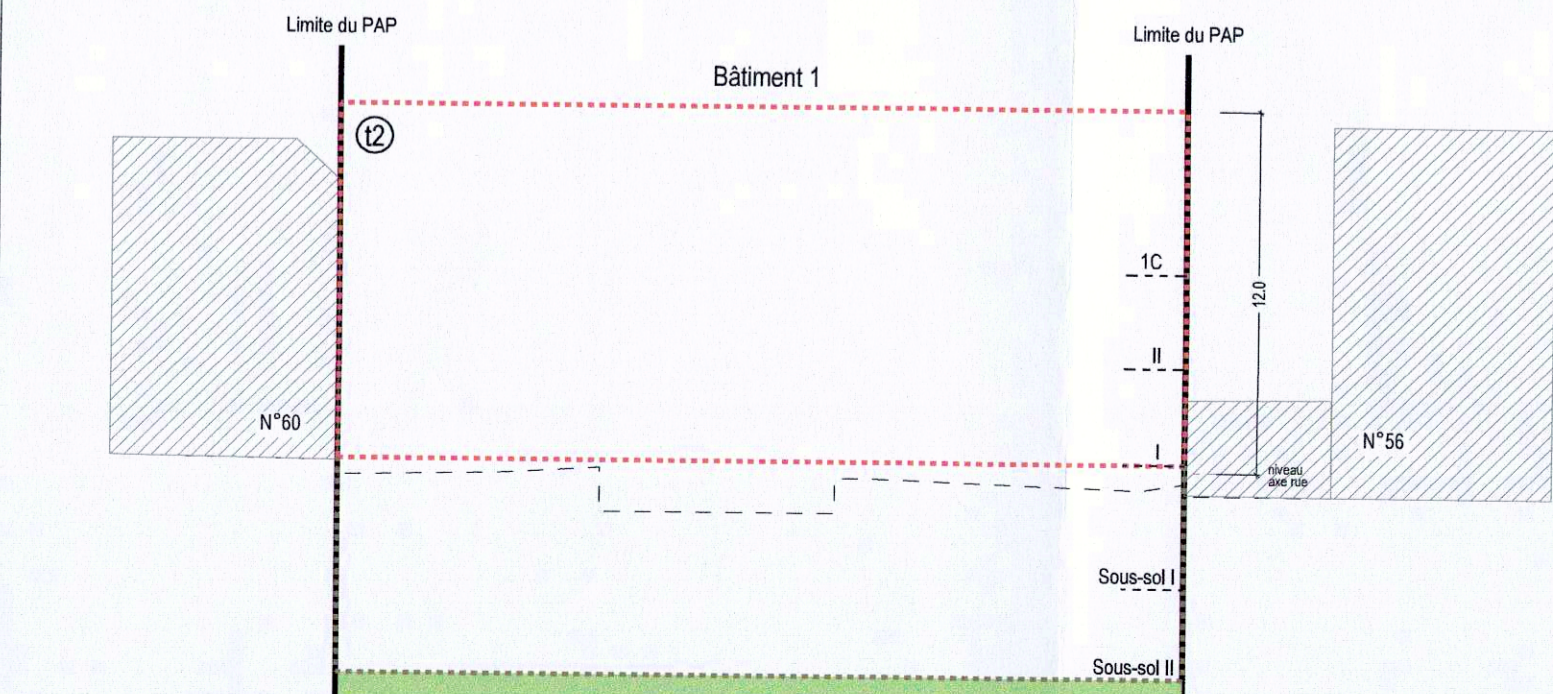 Limite du PAP
Limite du PAP
Bâtiment 1
t2
1C
12.0
II
N°60
N°56
I
niveau
axe rue
Sous-sol I
Sous-sol II